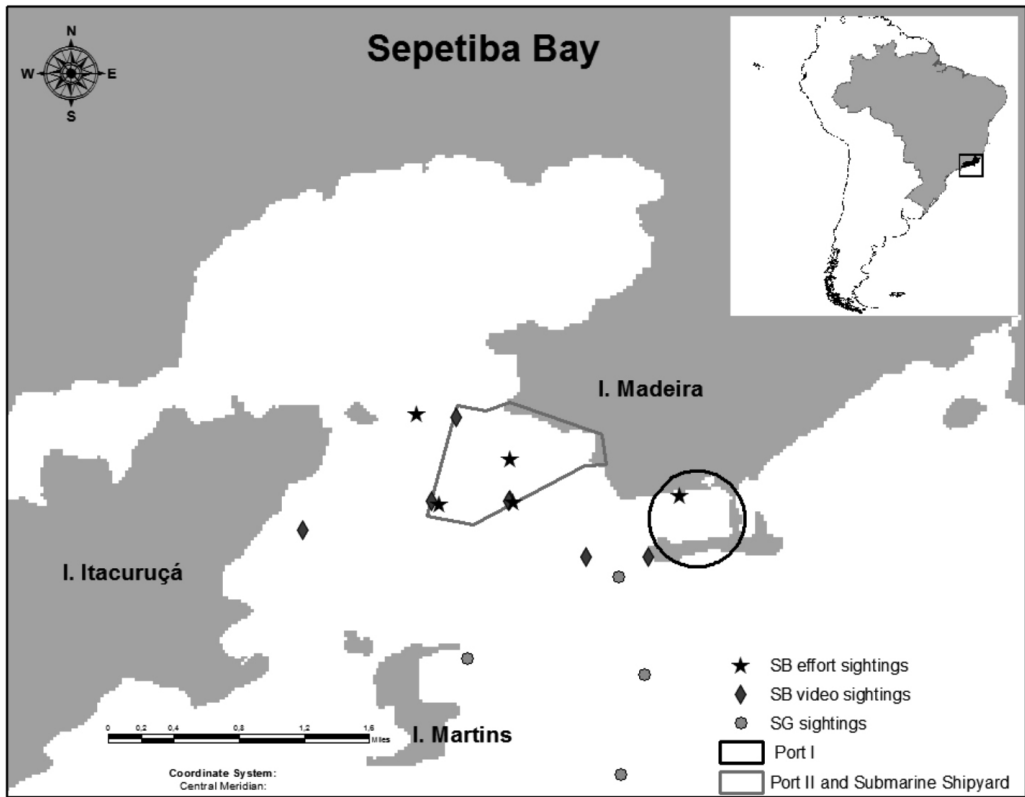 Sepetiba Bay
N
W E
S
I. Madeira
I. Itacuruçá
I. Martins
0 0,2 0,4 0,8 1,2 1,6
Miles
Coordinate System:
Central Meridian:
SB effort sightings
SB video sightings
SG sightings
Port I
Port II and Submarine Shipyard